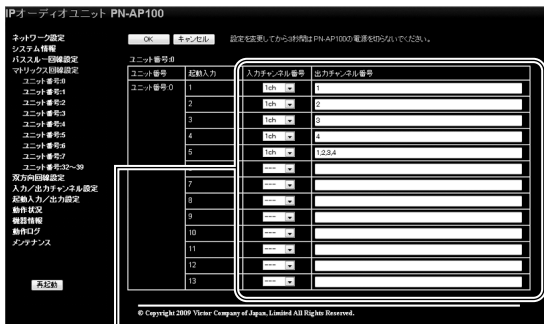 IPオーディオユニット PN-AP100
ネットワーク設定
システム情報
パススルー回線設定
マトリックス回線設定
ユニット番号:0
ユニット番号:1
ユニット番号:2
ユニット番号:3
ユニット番号:4
ユニット番号:5
ユニット番号:6
ユニット番号:7
ユニット番号:32～39
双方向回線設定
入力／出力チャンネル設定
起動入力／出力設定
動作状況
機器情報
動作ログ
メンテナンス
再起動
OK キャンセル 設定を変更してから3秒間はPN-AP100の電源を切らないでください。
ユニット番号:0
ユニット番号 起動入力 入力チャンネル番号 出力チャンネル番号
ユニット番号:0 1 1ch 1
2 1ch 2
3 1ch 3
4 1ch 4
5 1ch 1,2,3,4
---
7 ---
8 ---
9 ---
10 ---
11 ---
12 ---
13 ---
© Copyright 2009 Victor Company of Japan, Limited All Rights Reserved.